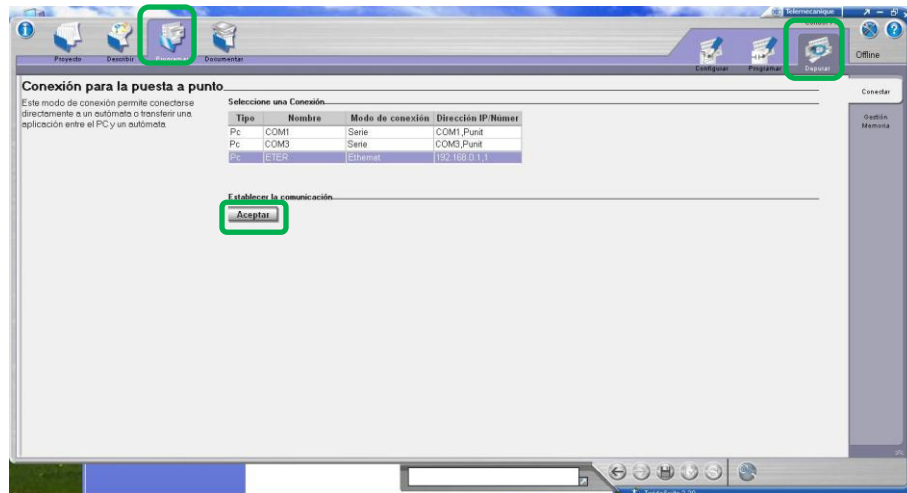 Telemecanique
Proyecto
Describir
Programar
Documentar
Configurar
Programar
Depurar
Offline
Conexión para la puesta a punto
Este modo de conexión permite conectarse
directamente a un autómata o transferir una
aplicación entre el PC y un autómata.
Seleccione una Conexión
Tipo Nombre Modo de conexión Dirección IP/Númer
Pc COM1 Serie COM1,Punit
Pc COM3 Serie COM3,Punit
Pc ETER Ethernet 192.168.0.1,1
Establecer la comunicación
Aceptar
Conectar
Gestión
Memoria